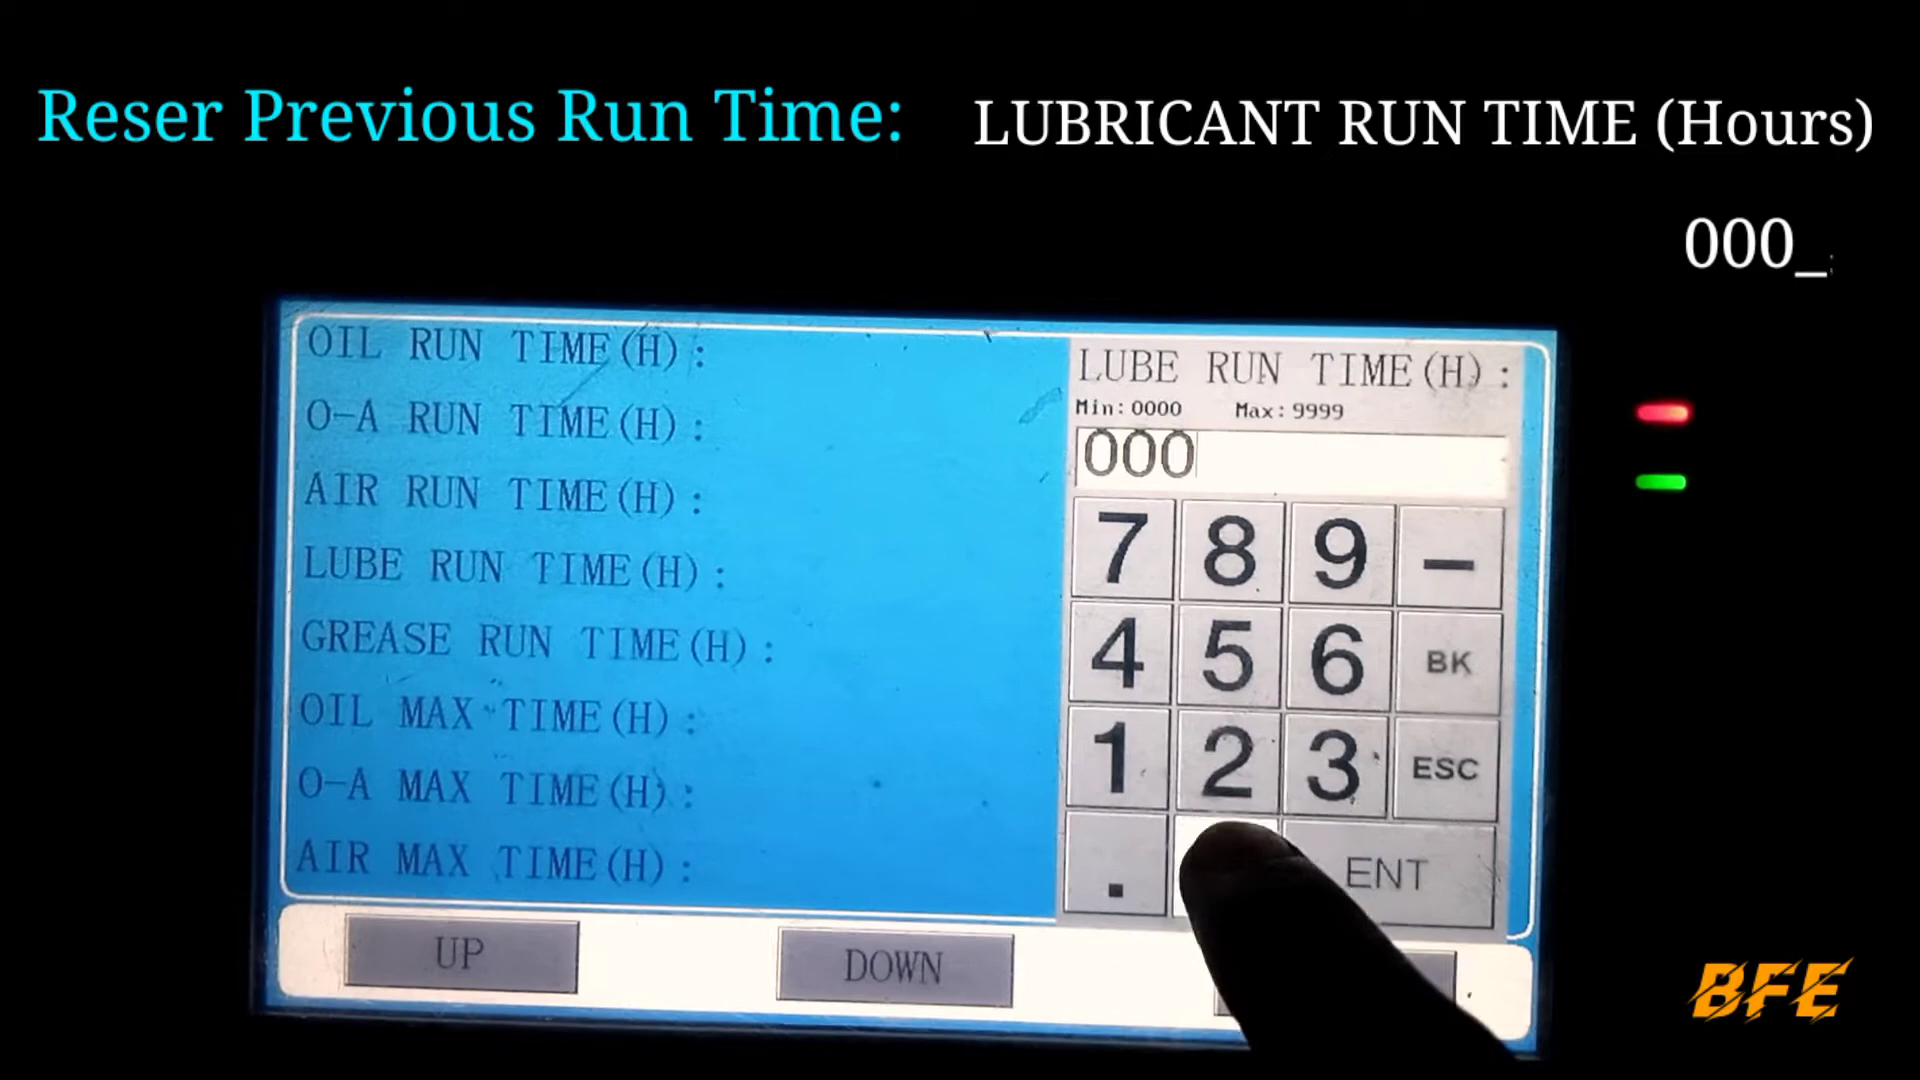 Reser Previous Run Time: LUBRICANT RUN TIME (Hours)
000_
OIL RUN TIME(H):
O-A RUN TIME(H):
AIR RUN TIME(H):
LUBE RUN TIME(H):
GREASE RUN TIME(H):
OIL MAX TIME(H):
O-A MAX TIME(H):
AIR MAX TIME(H):
LUBE RUN TIME(H):
Min:0000 Max:9999
000
7 8 9 −
4 5 6 BK
1 2 3 ESC
. ENT
UP DOWN
BFE